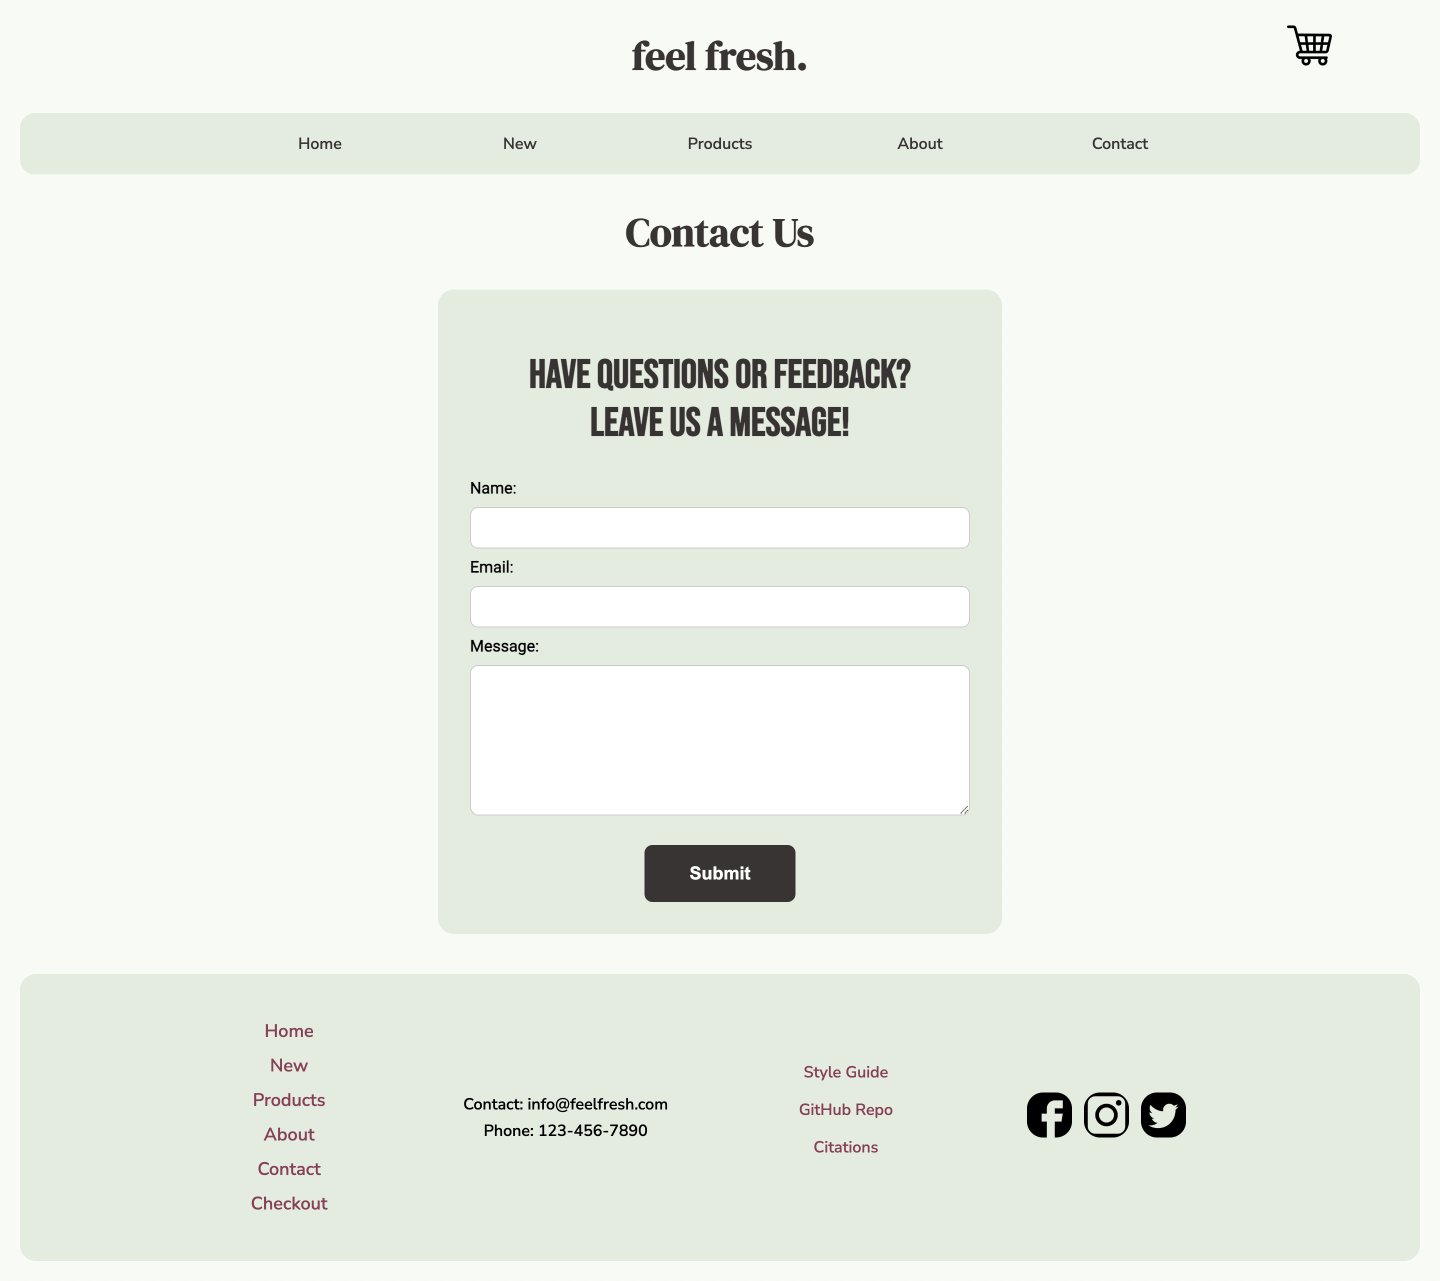 feel fresh.
Home New Products About Contact
Contact Us
HAVE QUESTIONS OR FEEDBACK?
LEAVE US A MESSAGE!
Name:
Email:
Message:
Submit
Home
New
Products
About
Contact
Checkout
Contact: info@feelfresh.com
Phone: 123-456-7890
Style Guide
GitHub Repo
Citations